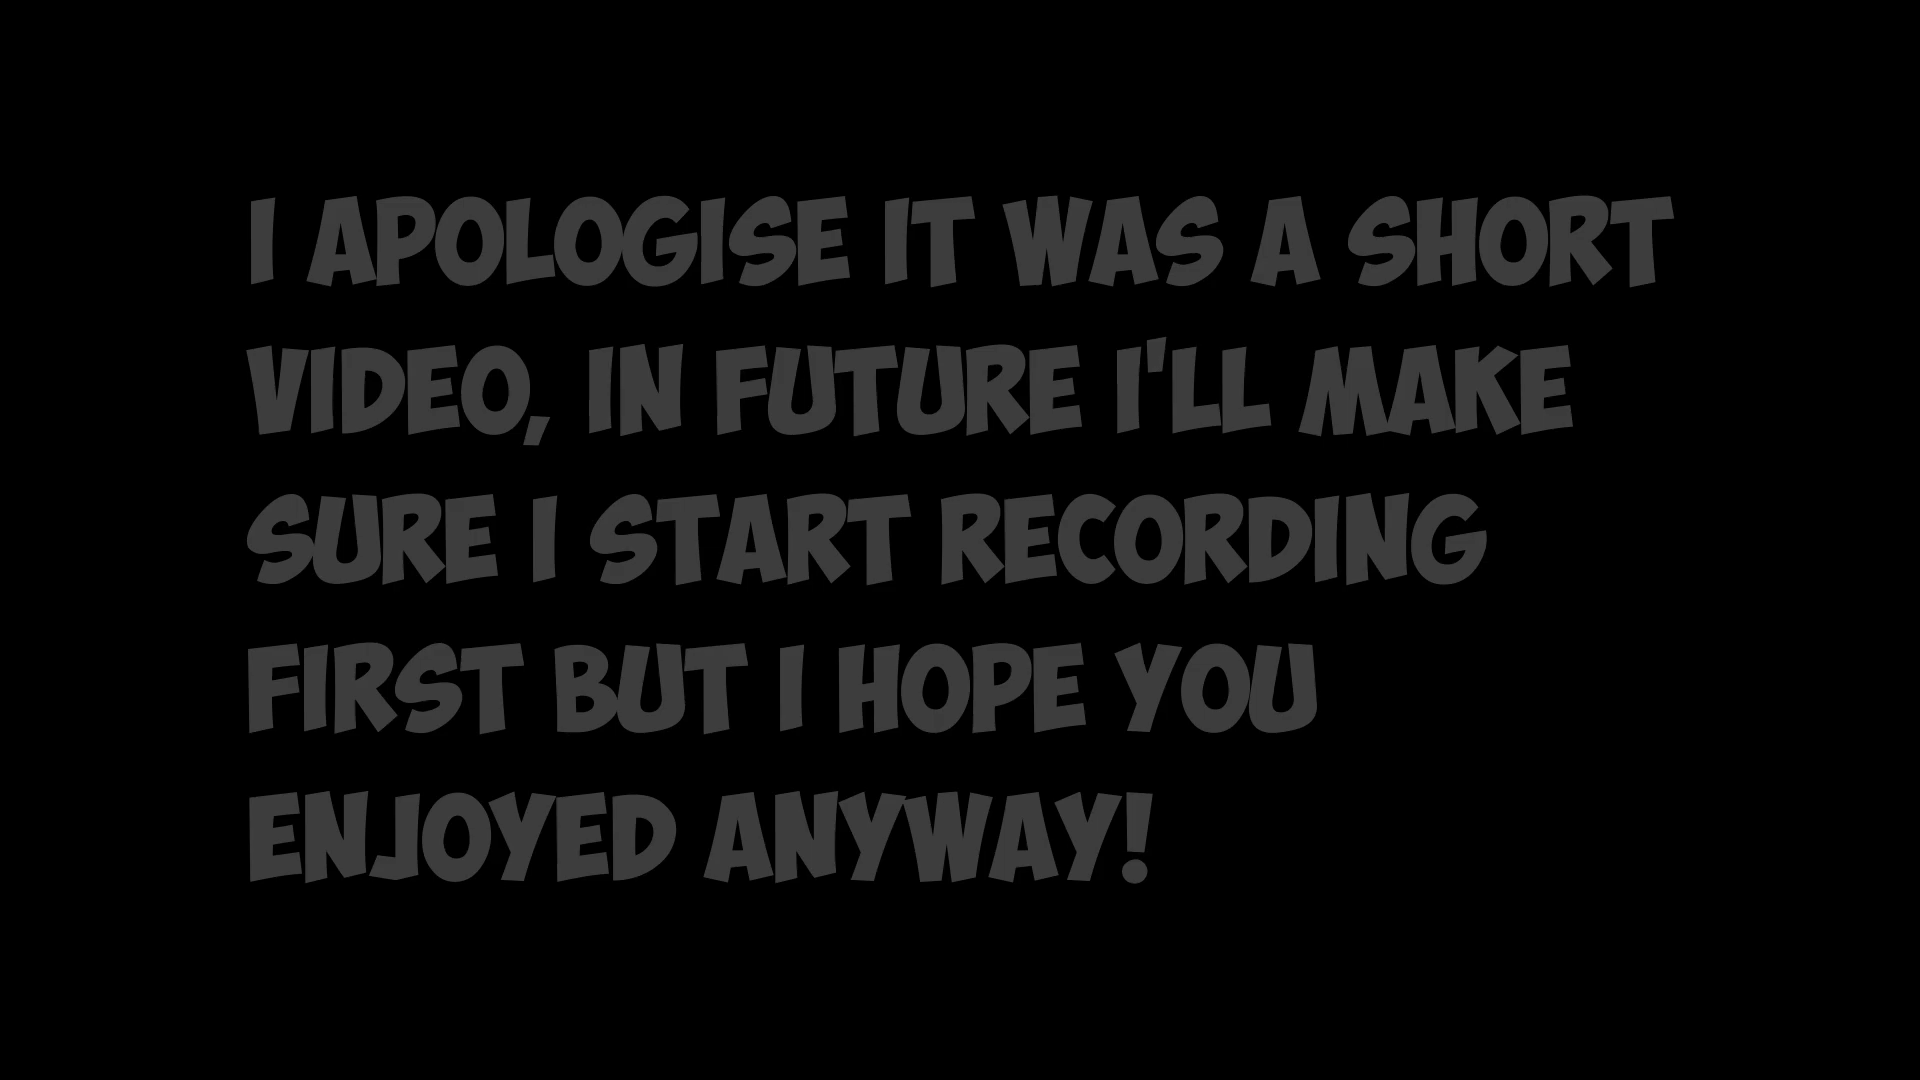 I APOLOGISE IT WAS A SHORT
VIDEO, IN FUTURE I'LL MAKE
SURE I START RECORDING
FIRST BUT I HOPE YOU
ENJOYED ANYWAY!